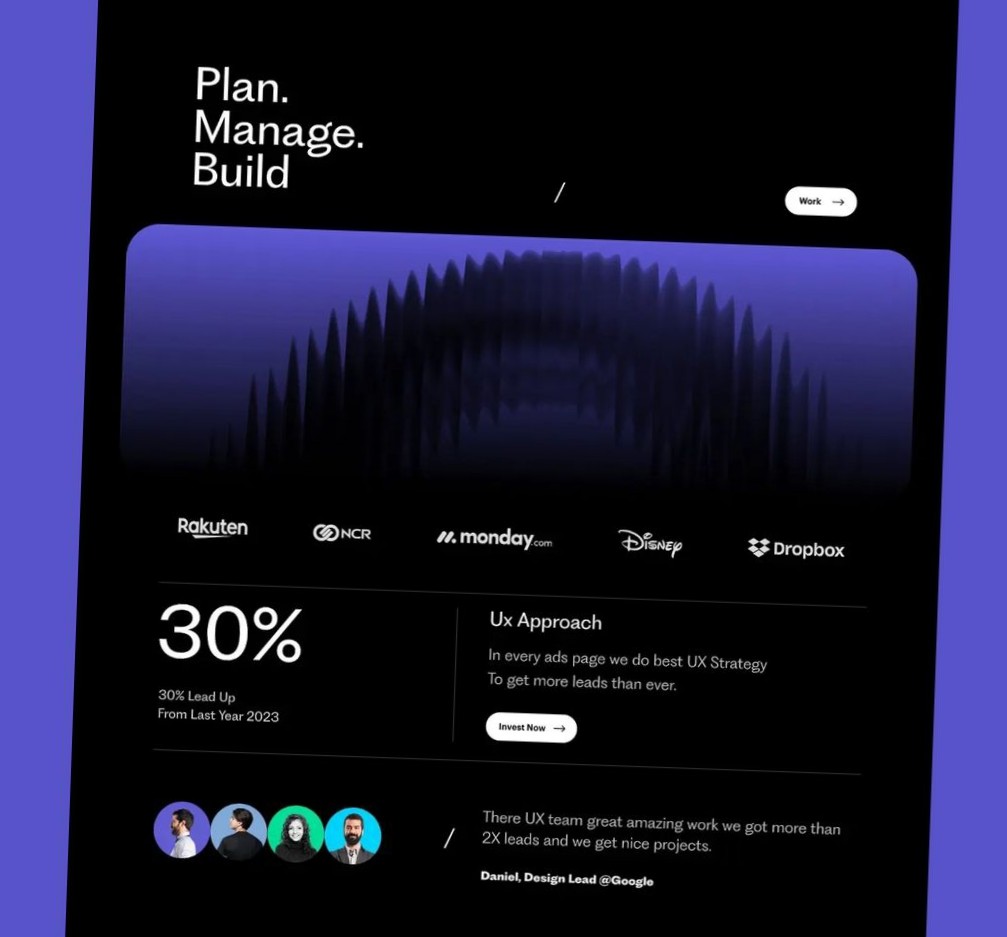 Plan.
Manage.
Build
/
Work →
Rakuten
NCR
monday.com
Disney
Dropbox
30%
30% Lead Up
From Last Year 2023
Ux Approach
In every ads page we do best UX Strategy
To get more leads than ever.
Invest Now →
/
There UX team great amazing work we got more than
2X leads and we get nice projects.
Daniel, Design Lead @Google